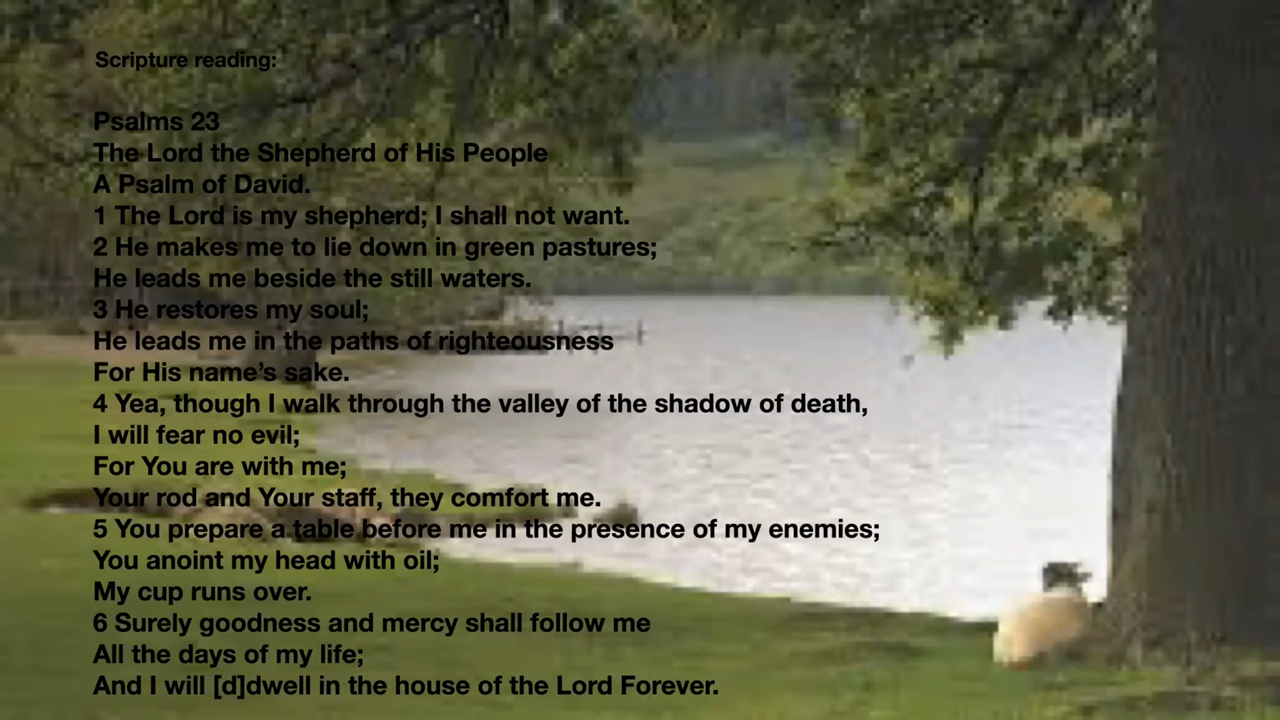 Scripture reading:
Psalms 23
The Lord the Shepherd of His People
A Psalm of David.
1 The Lord is my shepherd; I shall not want.
2 He makes me to lie down in green pastures;
He leads me beside the still waters.
3 He restores my soul;
He leads me in the paths of righteousness
For His name’s sake.
4 Yea, though I walk through the valley of the shadow of death,
I will fear no evil;
For You are with me;
Your rod and Your staff, they comfort me.
5 You prepare a table before me in the presence of my enemies;
You anoint my head with oil;
My cup runs over.
6 Surely goodness and mercy shall follow me
All the days of my life;
And I will [d]dwell in the house of the Lord Forever.